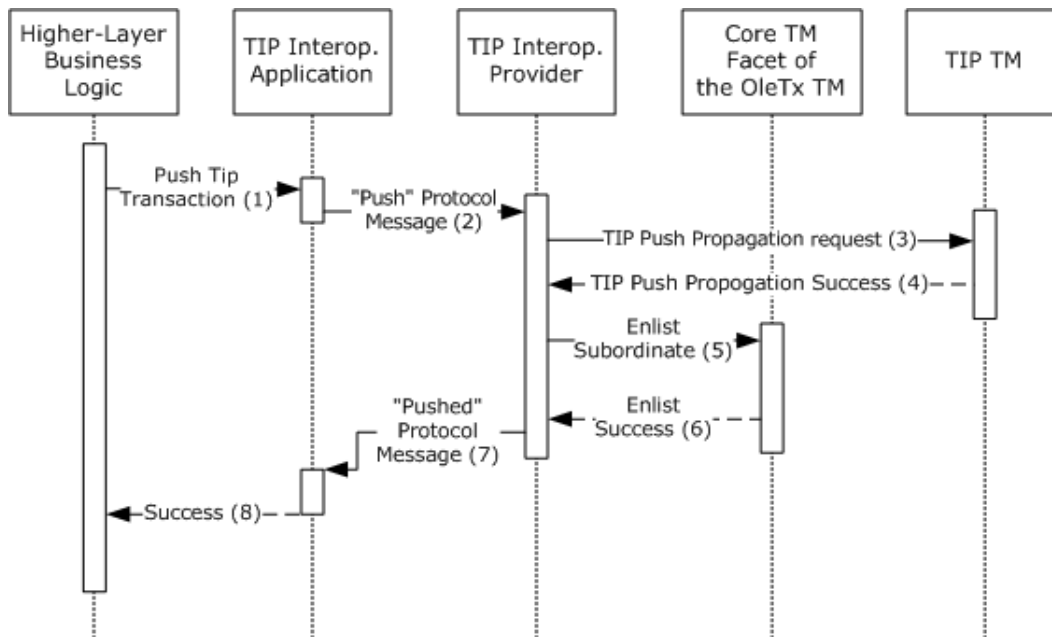 Higher-Layer
Business
Logic
TIP Interop.
Application
TIP Interop.
Provider
Core TM
Facet of
the OleTx TM
TIP TM
Push Tip
Transaction (1)
"Push" Protocol
Message (2)
TIP Push Propagation request (3)
TIP Push Propogation Success (4)
Enlist
Subordinate (5)
Enlist
Success (6)
"Pushed"
Protocol
Message (7)
Success (8)